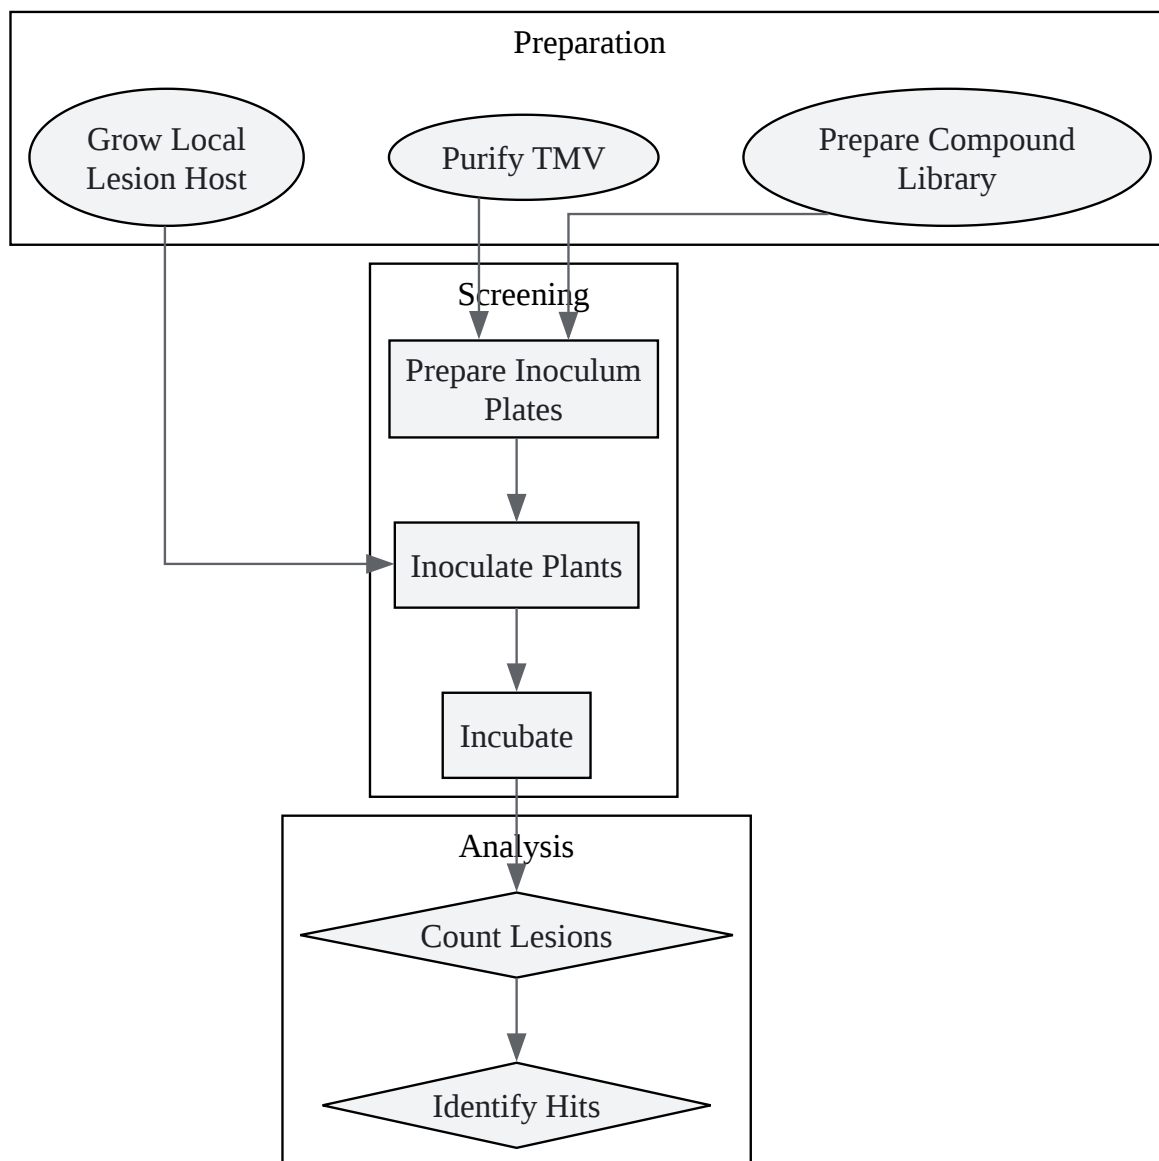 Preparation
Grow Local
Lesion Host
Purify TMV
Prepare Compound
Library
Screening
Prepare Inoculum
Plates
Inoculate Plants
Incubate
Analysis
Count Lesions
Identify Hits